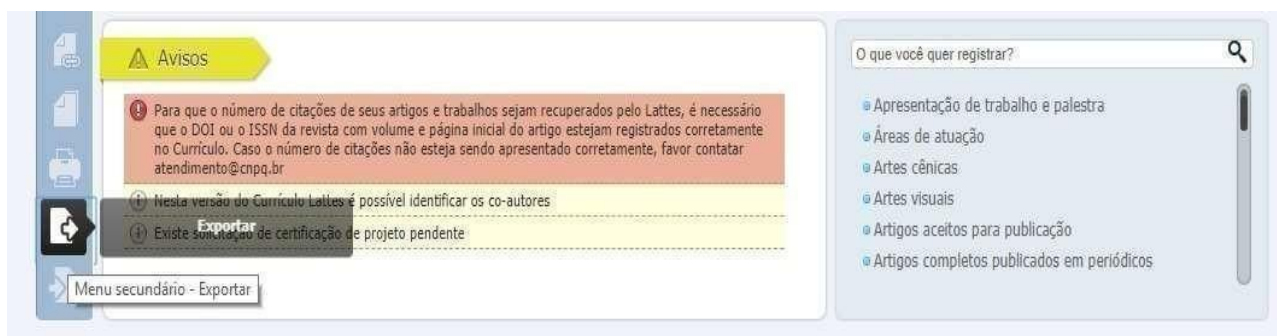 Avisos
Para que o número de citações de seus artigos e trabalhos sejam recuperados pelo Lattes, é necessário
que o DOI ou o ISSN da revista com volume e página inicial do artigo estejam registrados corretamente
no Currículo. Caso o número de citações não esteja sendo apresentado corretamente, favor contatar
atendimento@cnpq.br
Nesta versão do Currículo Lattes é possível identificar os co-autores
Exportar
Existe solicitação de certificação de projeto pendente
Menu secundário - Exportar
O que você quer registrar?
Apresentação de trabalho e palestra
Áreas de atuação
Artes cênicas
Artes visuais
Artigos aceitos para publicação
Artigos completos publicados em periódicos